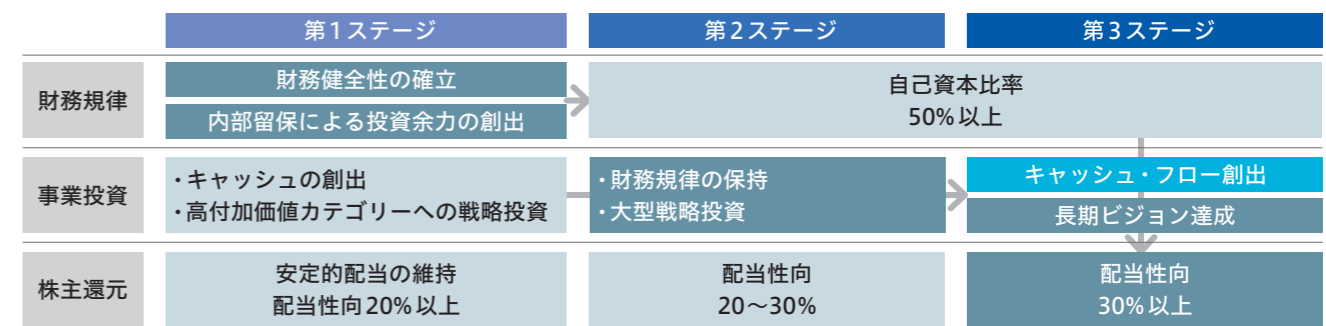 第1ステージ
第2ステージ
第3ステージ
財務規律
財務健全性の確立
内部留保による投資余力の創出
自己資本比率
50%以上
事業投資
・キャッシュの創出
・高付加価値カテゴリーへの戦略投資
・財務規律の保持
・大型戦略投資
キャッシュ・フロー創出
長期ビジョン達成
株主還元
安定的配当の維持
配当性向20%以上
配当性向
20～30%
配当性向
30%以上